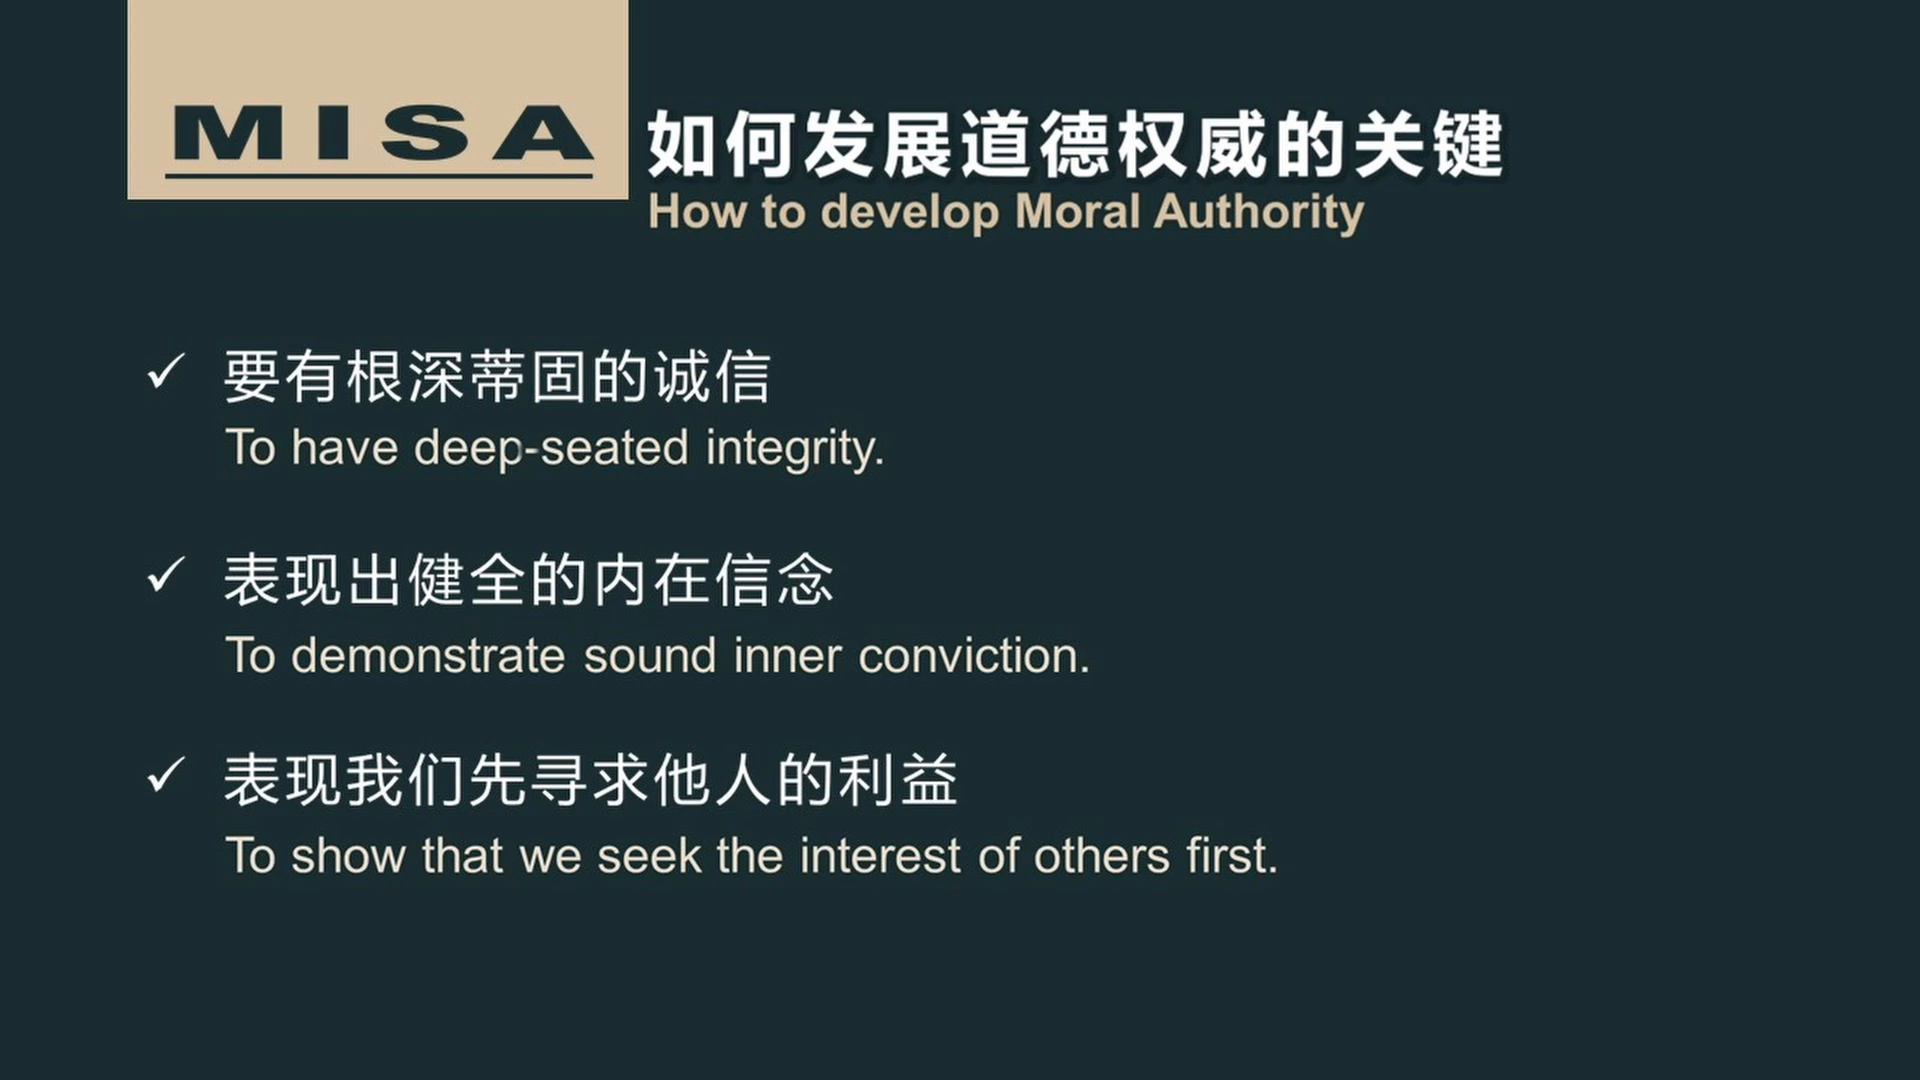 MISA
如何发展道德权威的关键
How to develop Moral Authority
✓ 要有根深蒂固的诚信
To have deep-seated integrity.
✓ 表现出健全的内在信念
To demonstrate sound inner conviction.
✓ 表现我们先寻求他人的利益
To show that we seek the interest of others first.